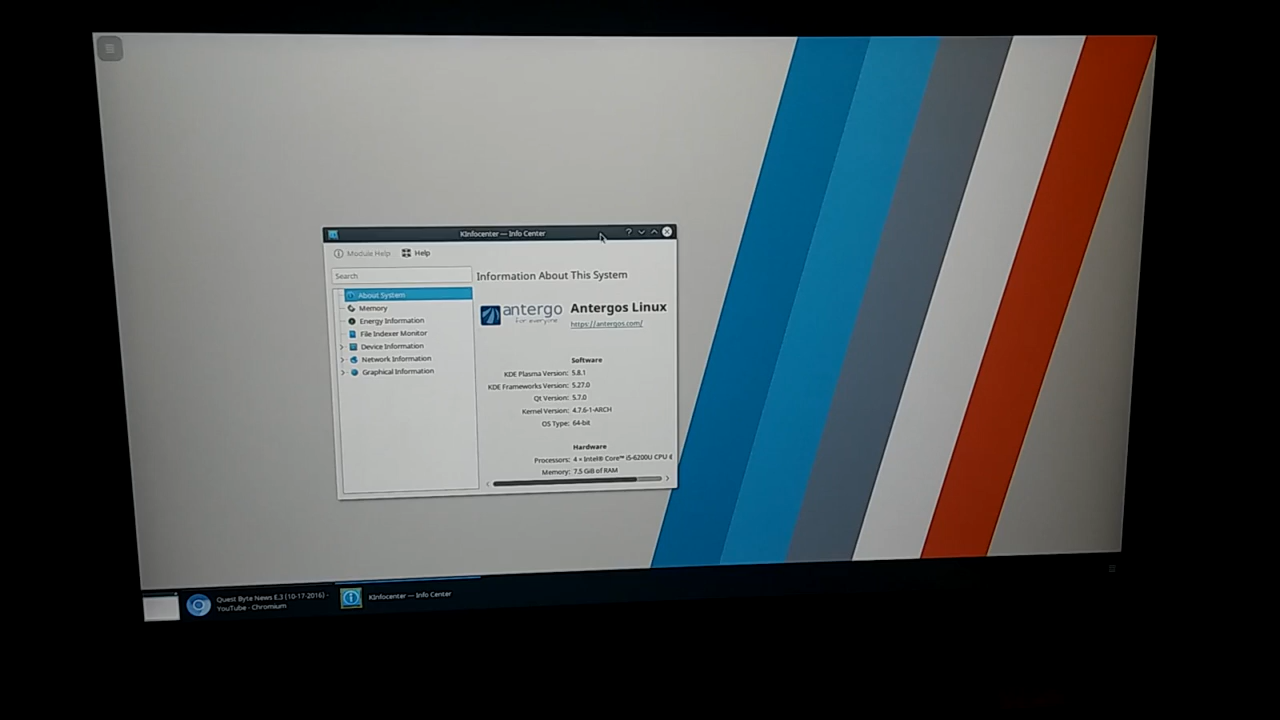 KInfocenter — Info Center
Module Help Help
Search
Information About This System
About System
Memory
Energy Information
File Indexer Monitor
Device Information
Network Information
Graphical Information
antergo
for everyone
Antergos Linux
https://antergos.com/
Software
KDE Plasma Version: 5.8.1
KDE Frameworks Version: 5.27.0
Qt Version: 5.7.0
Kernel Version: 4.7.6-1-ARCH
OS Type: 64-bit
Hardware
Processors: 4 × Intel® Core™ i5-6200U CPU
Memory: 7.5 GiB of RAM
Quest Byte News E.3 (10-17-2016) -
YouTube - Chromium
KInfocenter — Info Center